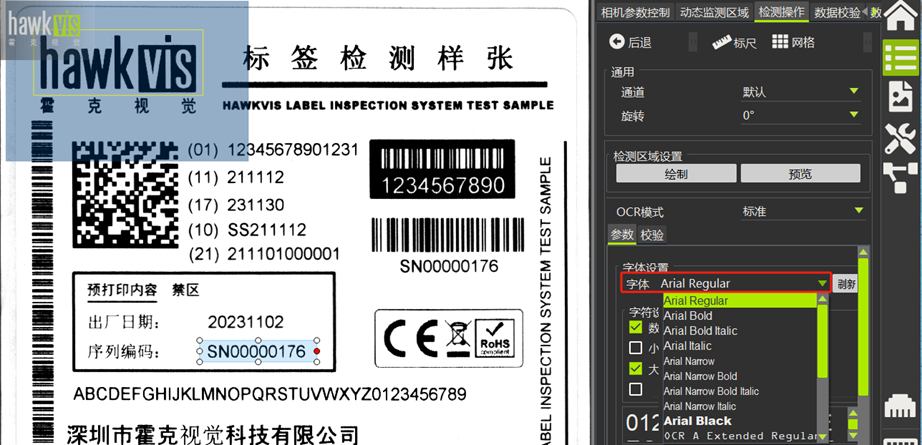 hawk vis
霍克视觉
hawk vis
霍 克 视 觉
标 签 检 测 样 张
HAWKVIS LABEL INSPECTION SYSTEM TEST SAMPLE
(01) 12345678901231
(11) 211112
(17) 231130
(10) SS211112
(21) 211101000001
1234567890
SN00000176
LABEL INSPECTION SYSTEM TEST SAMPLE
预打印内容 禁区
出厂日期: 20231102
序列编码: SN00000176
CE
RoHS
compliant
ABCDEFGHIJKLMNOPQRSTUVWXYZ0123456789
深圳市霍克视觉科技有限公司
相机参数控制 动态监测区域 检测操作 数据校验 数
后退 标尺 网格
通用
通道 默认
旋转 0°
检测区域设置
绘制 预览
OCR模式 标准
参数 校验
字体设置
字体 Arial Regular 刷新
Arial Regular
Arial Bold
Arial Bold Italic
Arial Italic
Arial Narrow
Arial Narrow Bold
Arial Narrow Bold Italic
Arial Narrow Italic
Arial Black
OCR A Extended Regular
字符设
数
小
大
012